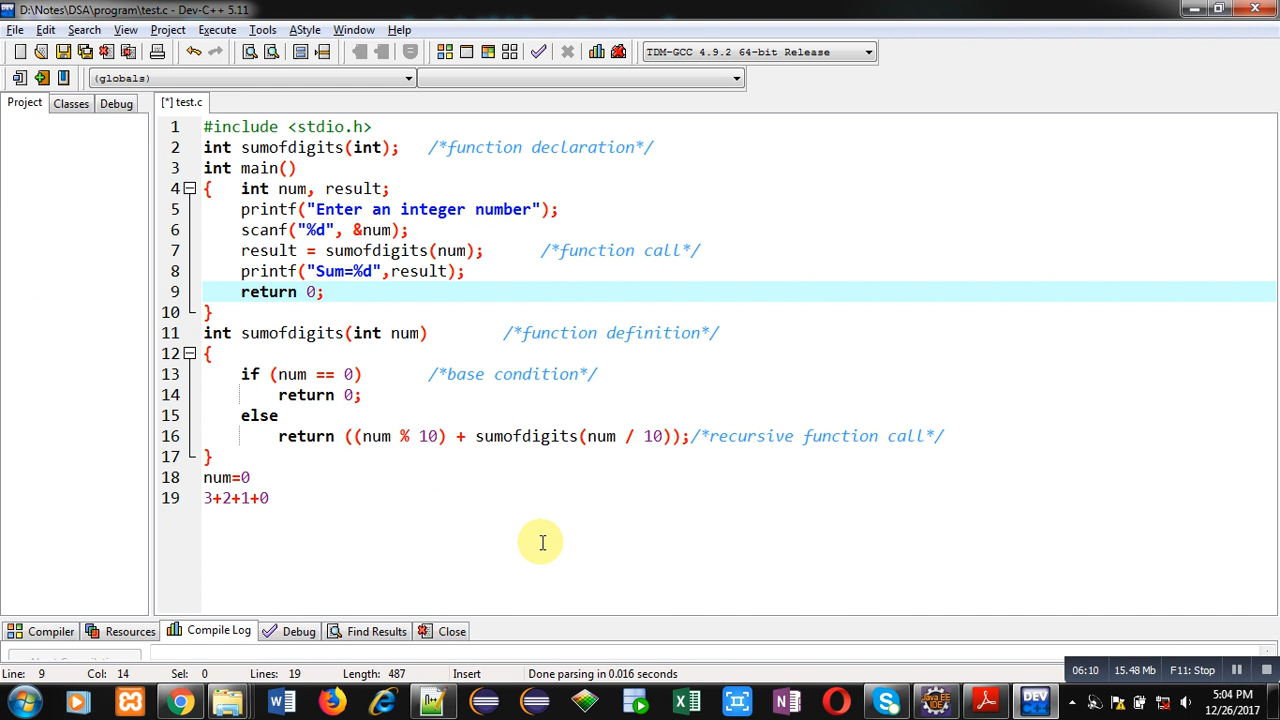 D:\Notes\DSA\program\test.c - Dev-C++ 5.11
File Edit Search View Project Execute Tools AStyle Window Help
TDM-GCC 4.9.2 64-bit Release
(globals)
Project Classes Debug [*] test.c
1 #include <stdio.h>
2 int sumofdigits(int); /*function declaration*/
3 int main()
4 { int num, result;
5 printf("Enter an integer number");
6 scanf("%d", &num);
7 result = sumofdigits(num); /*function call*/
8 printf("Sum=%d",result);
9 return 0;
10 }
11 int sumofdigits(int num) /*function definition*/
12 {
13 if (num == 0) /*base condition*/
14 return 0;
15 else
16 return ((num % 10) + sumofdigits(num / 10));/*recursive function call*/
17 }
18 num=0
19 3+2+1+0
Compiler Resources Compile Log Debug Find Results Close
Line: 9 Col: 14 Sel: 0 Lines: 19 Length: 487 Insert Done parsing in 0.016 seconds
06:10 15.48 Mb F11: Stop
5:04 PM
12/26/2017